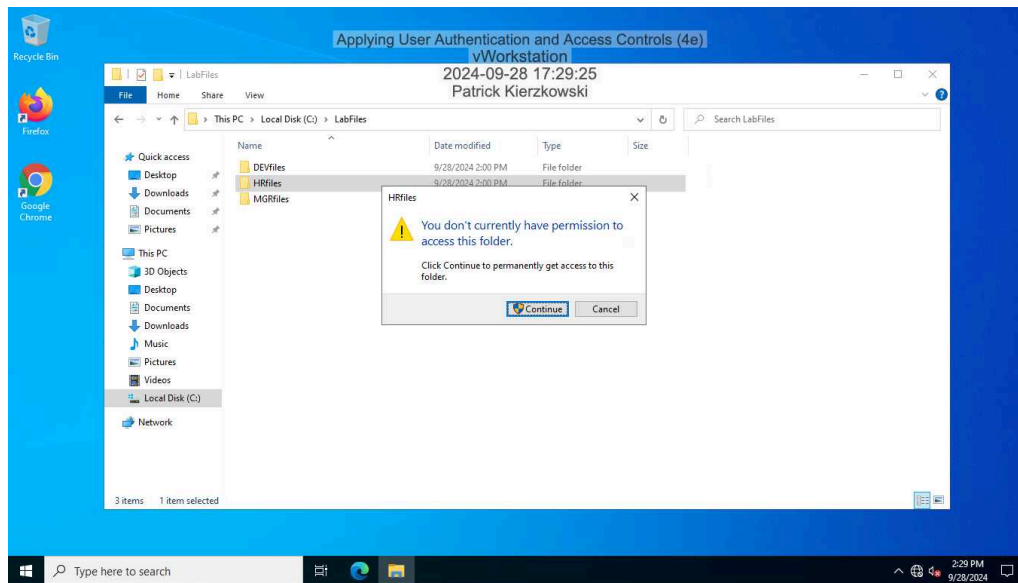 Recycle Bin
Applying User Authentication and Access Controls (4e)
vWorkstation
2024-09-28 17:29:25
Patrick Kierzkowski
LabFiles
File Home Share View
This PC > Local Disk (C:) > LabFiles
Search LabFiles
Firefox
Google
Chrome
Quick access
Desktop
Downloads
Documents
Pictures
This PC
3D Objects
Desktop
Documents
Downloads
Music
Pictures
Videos
Local Disk (C:)
Network
Name Date modified Type Size
DEVfiles 9/28/2024 2:00 PM File folder
HRfiles 9/28/2024 2:00 PM File folder
MGRfiles
HRfiles
You don't currently have permission to
access this folder.
Click Continue to permanently get access to this
folder.
Continue Cancel
3 items 1 item selected
Type here to search
2:29 PM
9/28/2024